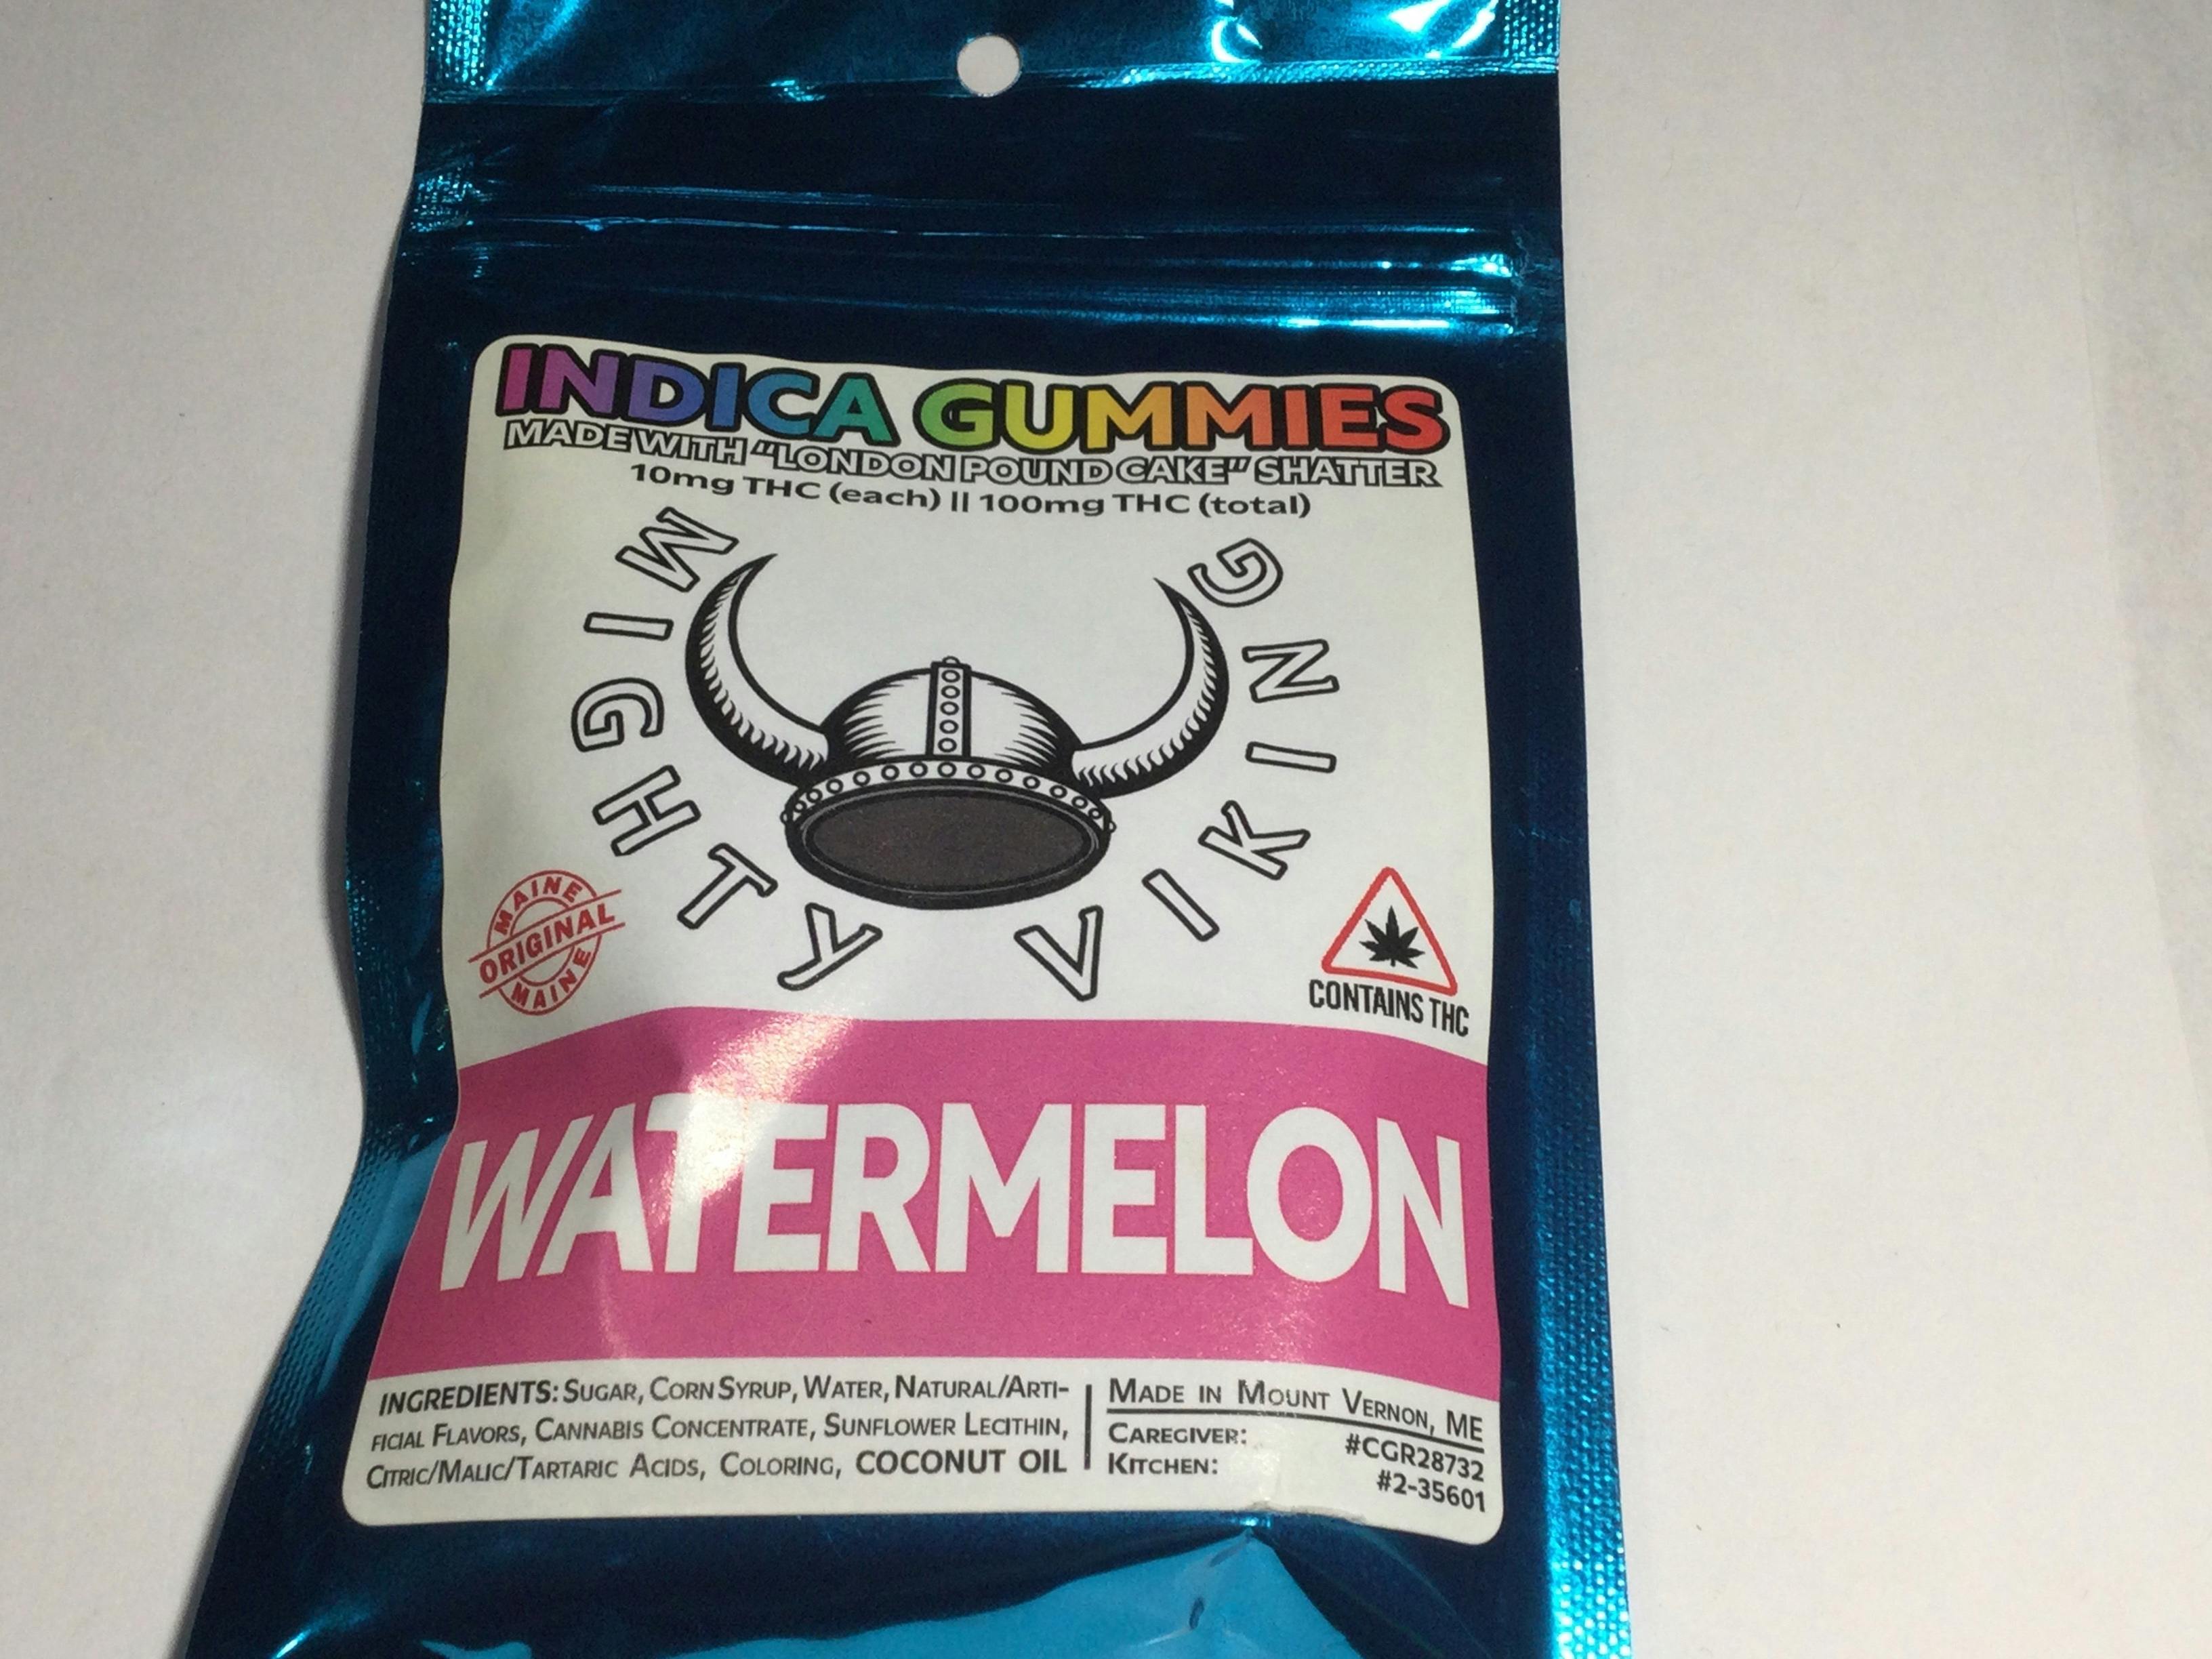 INDICA GUMMIES
MADE WITH "LONDON POUND CAKE" SHATTER
10mg THC (each) || 100mg THC (total)
MIGHTY VIKING
MAINE
ORIGINAL
MAINE
CONTAINS THC
WATERMELON
INGREDIENTS: SUGAR, CORN SYRUP, WATER, NATURAL/ARTI-
FICIAL FLAVORS, CANNABIS CONCENTRATE, SUNFLOWER LECITHIN,
CITRIC/MALIC/TARTARIC ACIDS, COLORING, COCONUT OIL
MADE IN MOUNT VERNON, ME
CAREGIVER: #CGR28732
KITCHEN: #2-35601